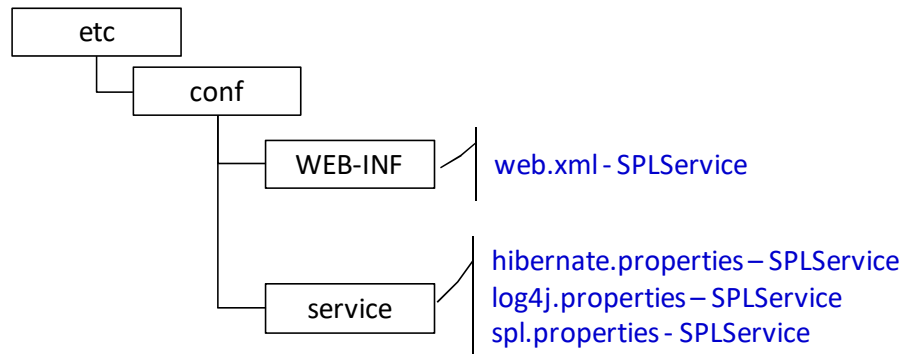 etc
conf
WEB-INF
web.xml - SPLService
hibernate.properties – SPLService
log4j.properties – SPLService
service
spl.properties - SPLService